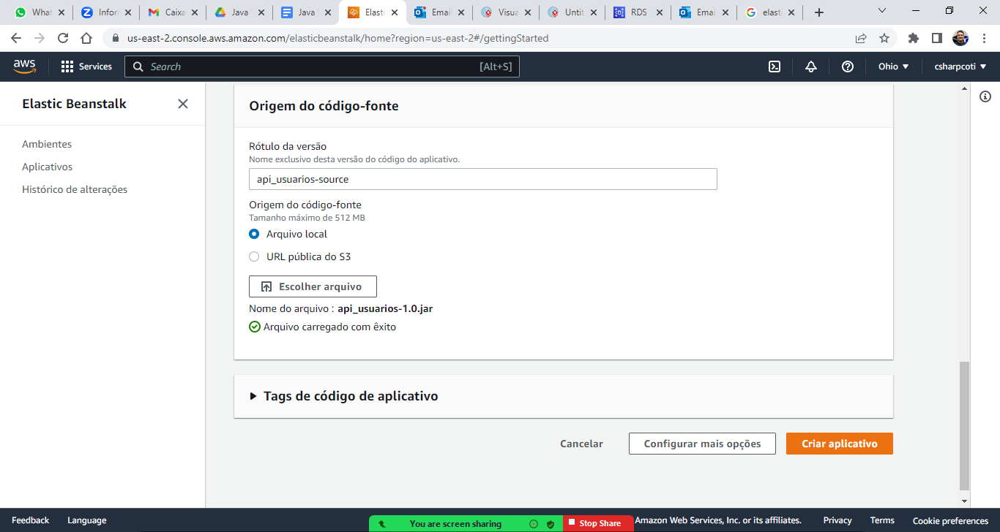 What
Inforr
Caixa
Java
Java
Elasti
Email
Visua
Untit
RDS
Emai
elasti
us-east-2.console.aws.amazon.com/elasticbeanstalk/home?region=us-east-2#/gettingStarted
aws
Services
Search
[Alt+S]
Ohio
csharpcoti
Elastic Beanstalk
Ambientes
Aplicativos
Histórico de alterações
Origem do código-fonte
Rótulo da versão
Nome exclusivo desta versão do código do aplicativo.
api_usuarios-source
Origem do código-fonte
Tamanho máximo de 512 MB
Arquivo local
URL pública do S3
Escolher arquivo
Nome do arquivo : api_usuarios-1.0.jar
Arquivo carregado com êxito
Tags de código de aplicativo
Cancelar
Configurar mais opções
Criar aplicativo
Feedback
Language
You are screen sharing
Stop Share
Amazon Web Services, Inc. or its affiliates.
Privacy
Terms
Cookie preferences